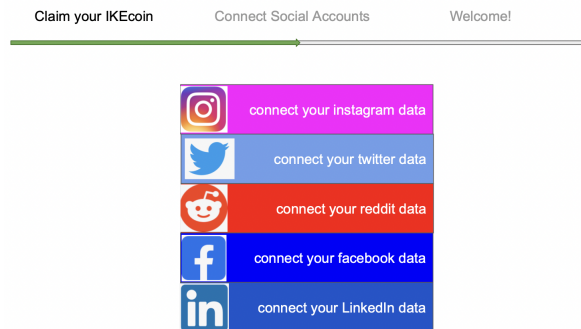 Claim your IKEcoin Connect Social Accounts Welcome!
connect your instagram data
connect your twitter data
connect your reddit data
connect your facebook data
in connect your LinkedIn data